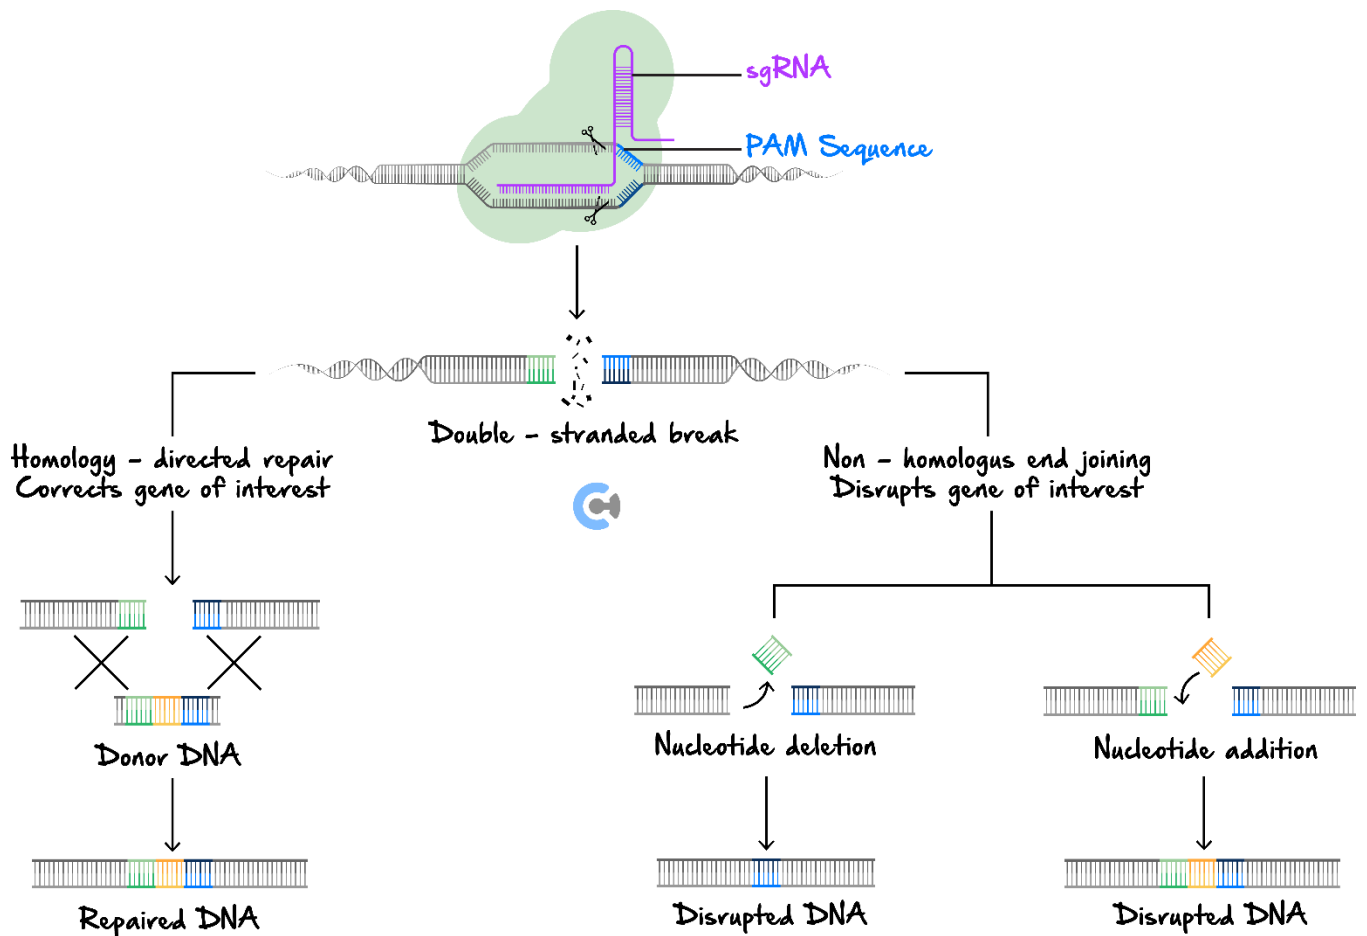 sgRNA
PAM Sequence
Double - stranded break
Homology - directed repair
Corrects gene of interest
Non - homologus end joining
Disrupts gene of interest
Donor DNA
Nucleotide deletion
Nucleotide addition
Repaired DNA
Disrupted DNA
Disrupted DNA